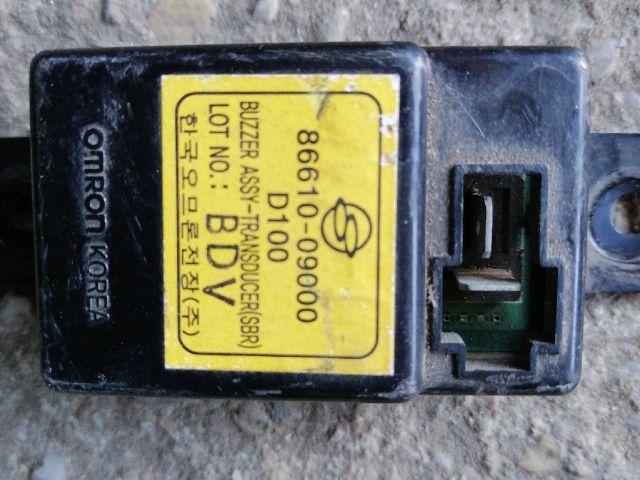 86610-09000
D100
BUZZER ASSY-TRANSDUCER(SBR)
LOT NO.: BDV
한국오므론전장(주)
omron KOREA